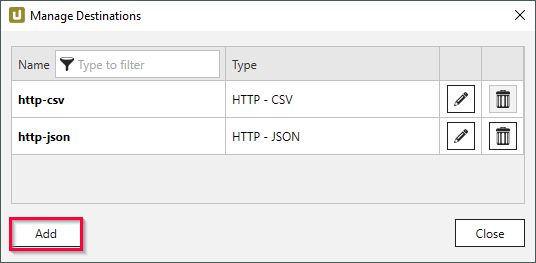 Manage Destinations
Name Type to filter Type
http-csv HTTP - CSV
http-json HTTP - JSON
Add Close